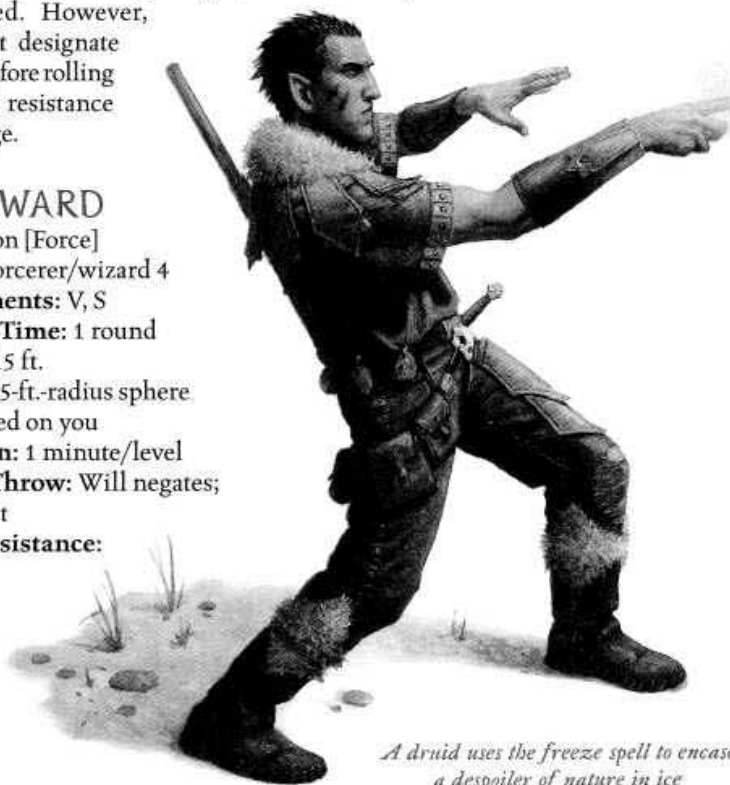 ed. However,
t designate
fore rolling
resistance
ge.
WARD
on [Force]
orcerer/wizard 4
nents: V, S
Time: 1 round
15 ft.
5-ft.-radius sphere
ed on you
n: 1 minute/level
Throw: Will negates;
t
sistance:
A druid uses the freeze spell to encase
a despoiler of nature in ice